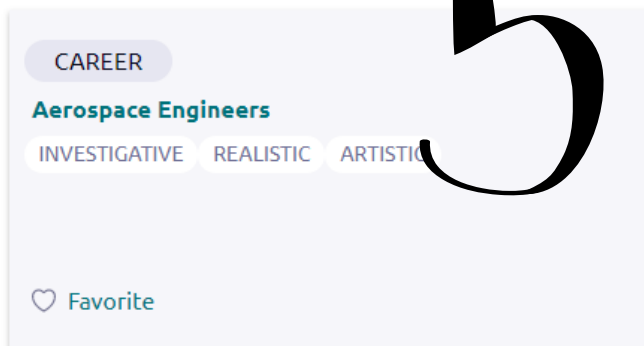 CAREER
Aerospace Engineers
INVESTIGATIVE REALISTIC ARTISTIC
5
Favorite